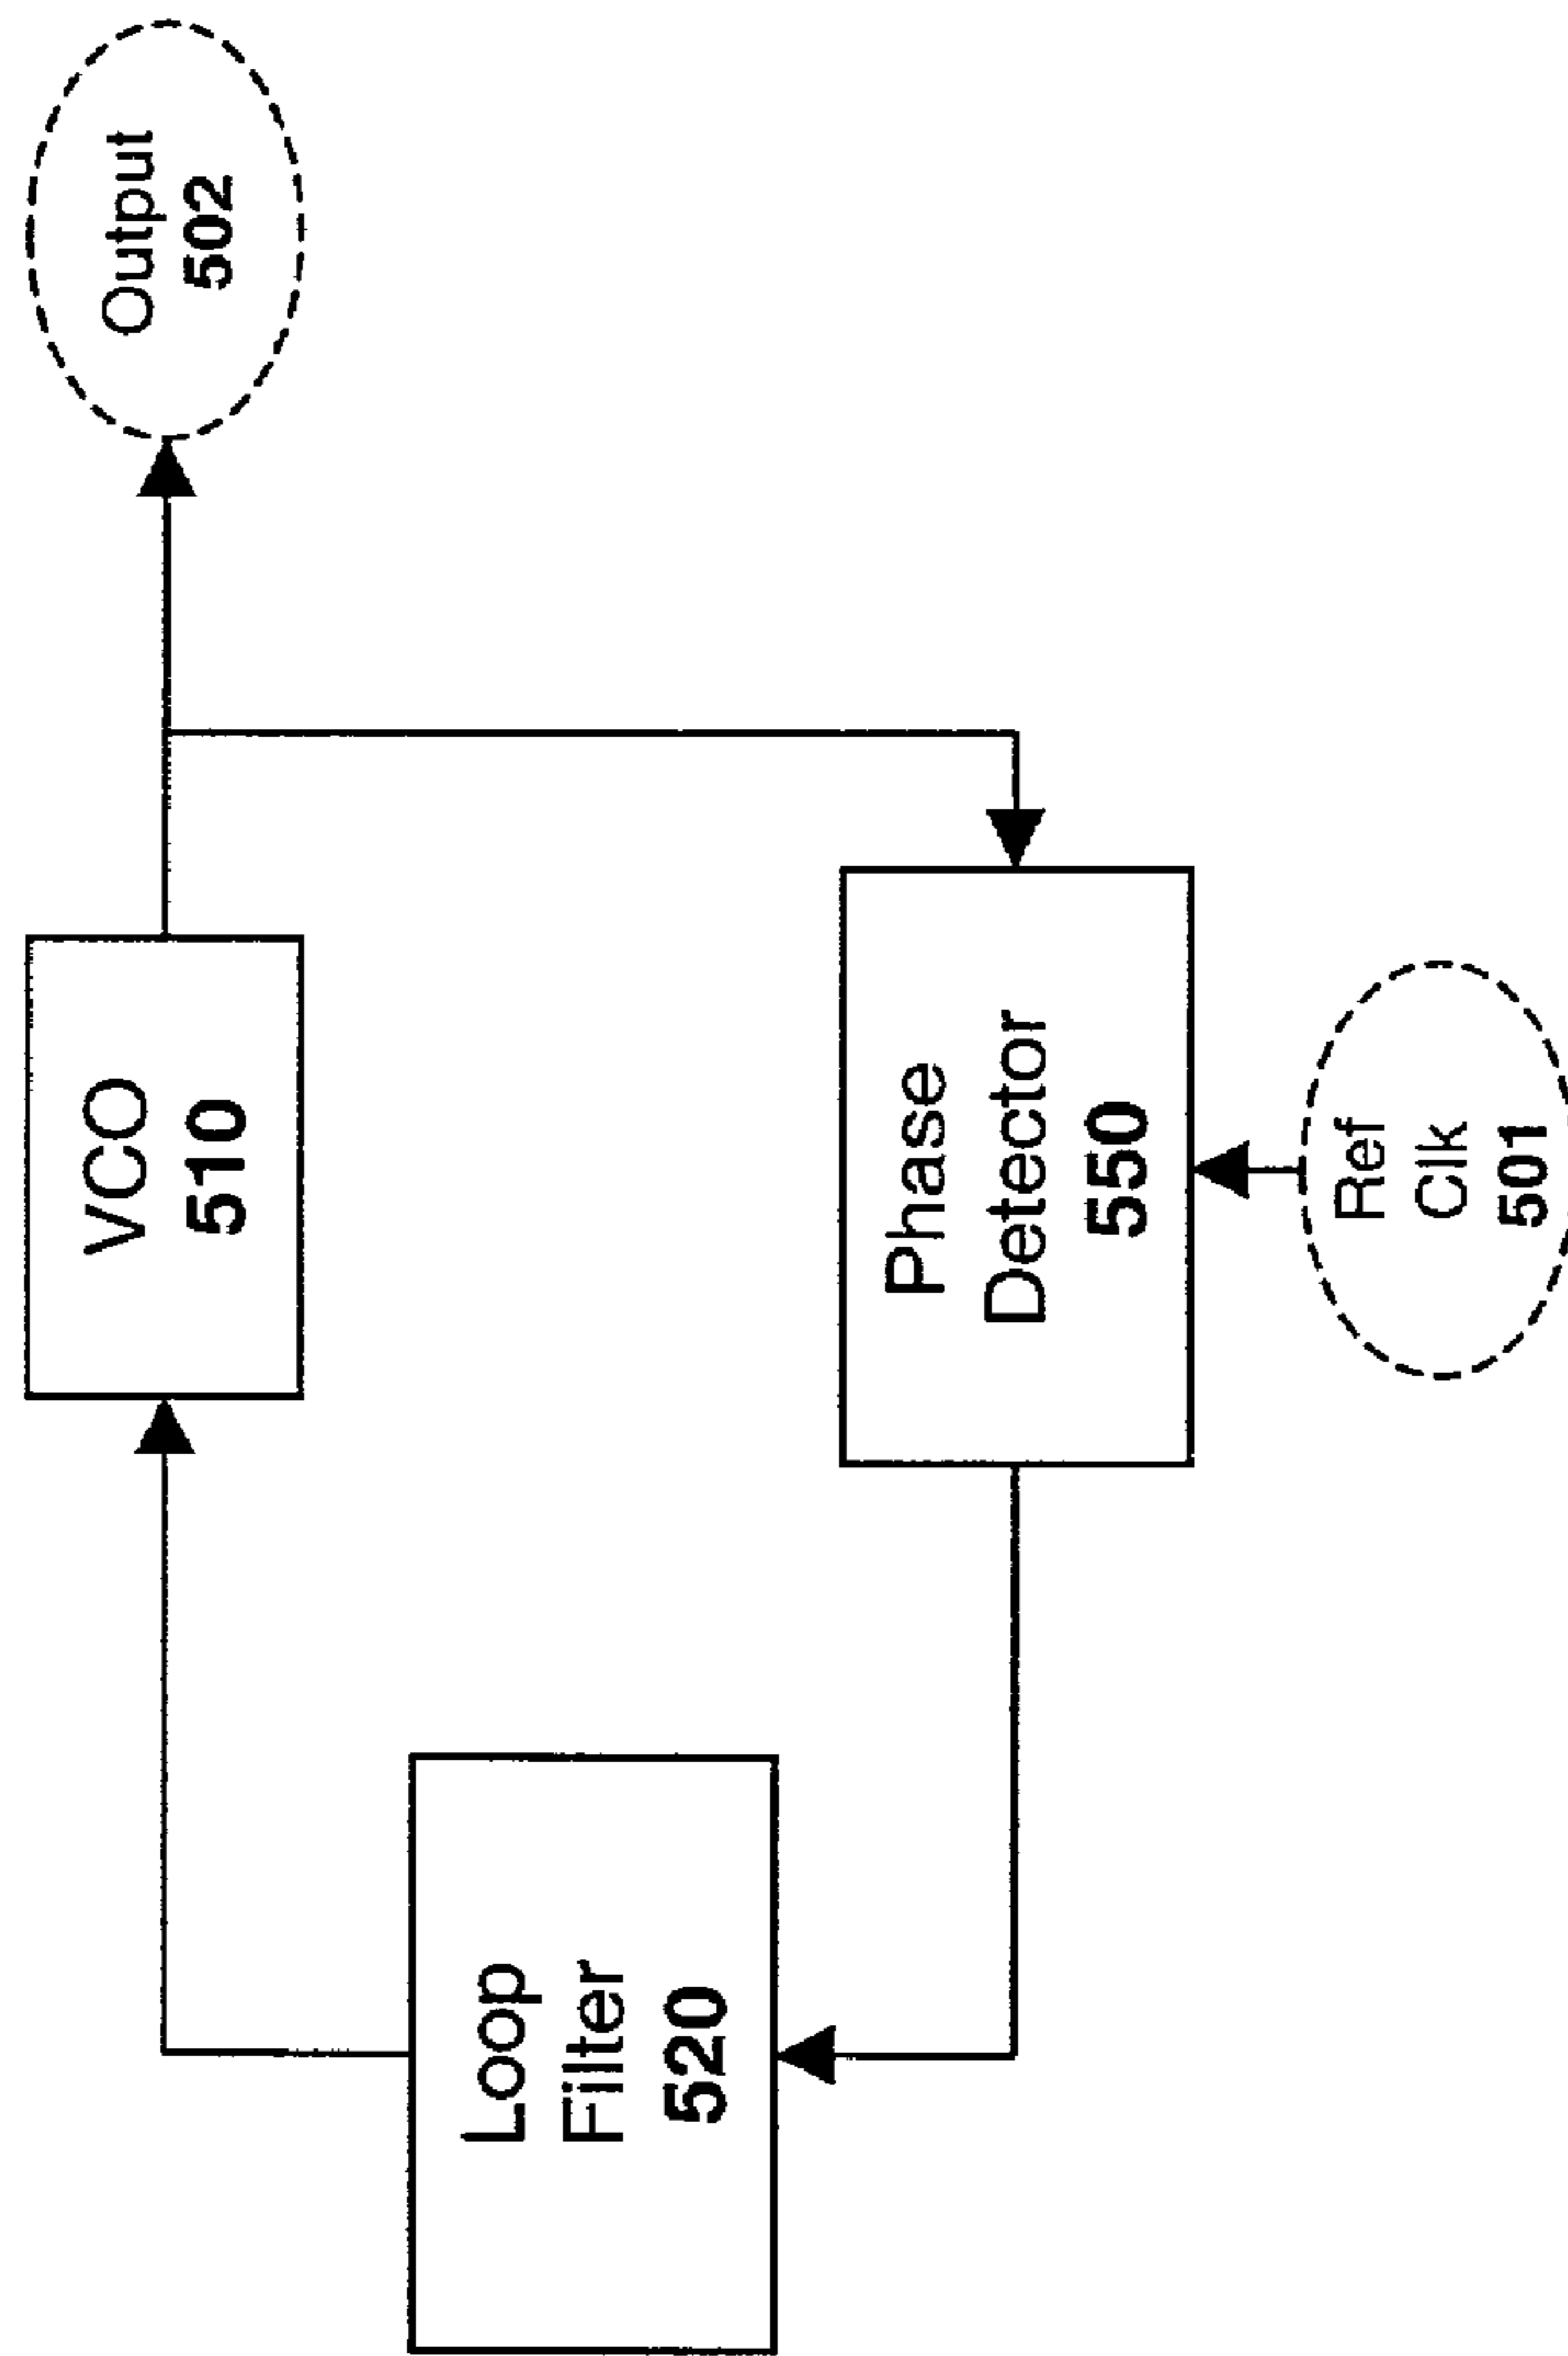 VCO
510
Output
502
Loop
Filter
520
Phase
Detector
550
Ref
Clk
501